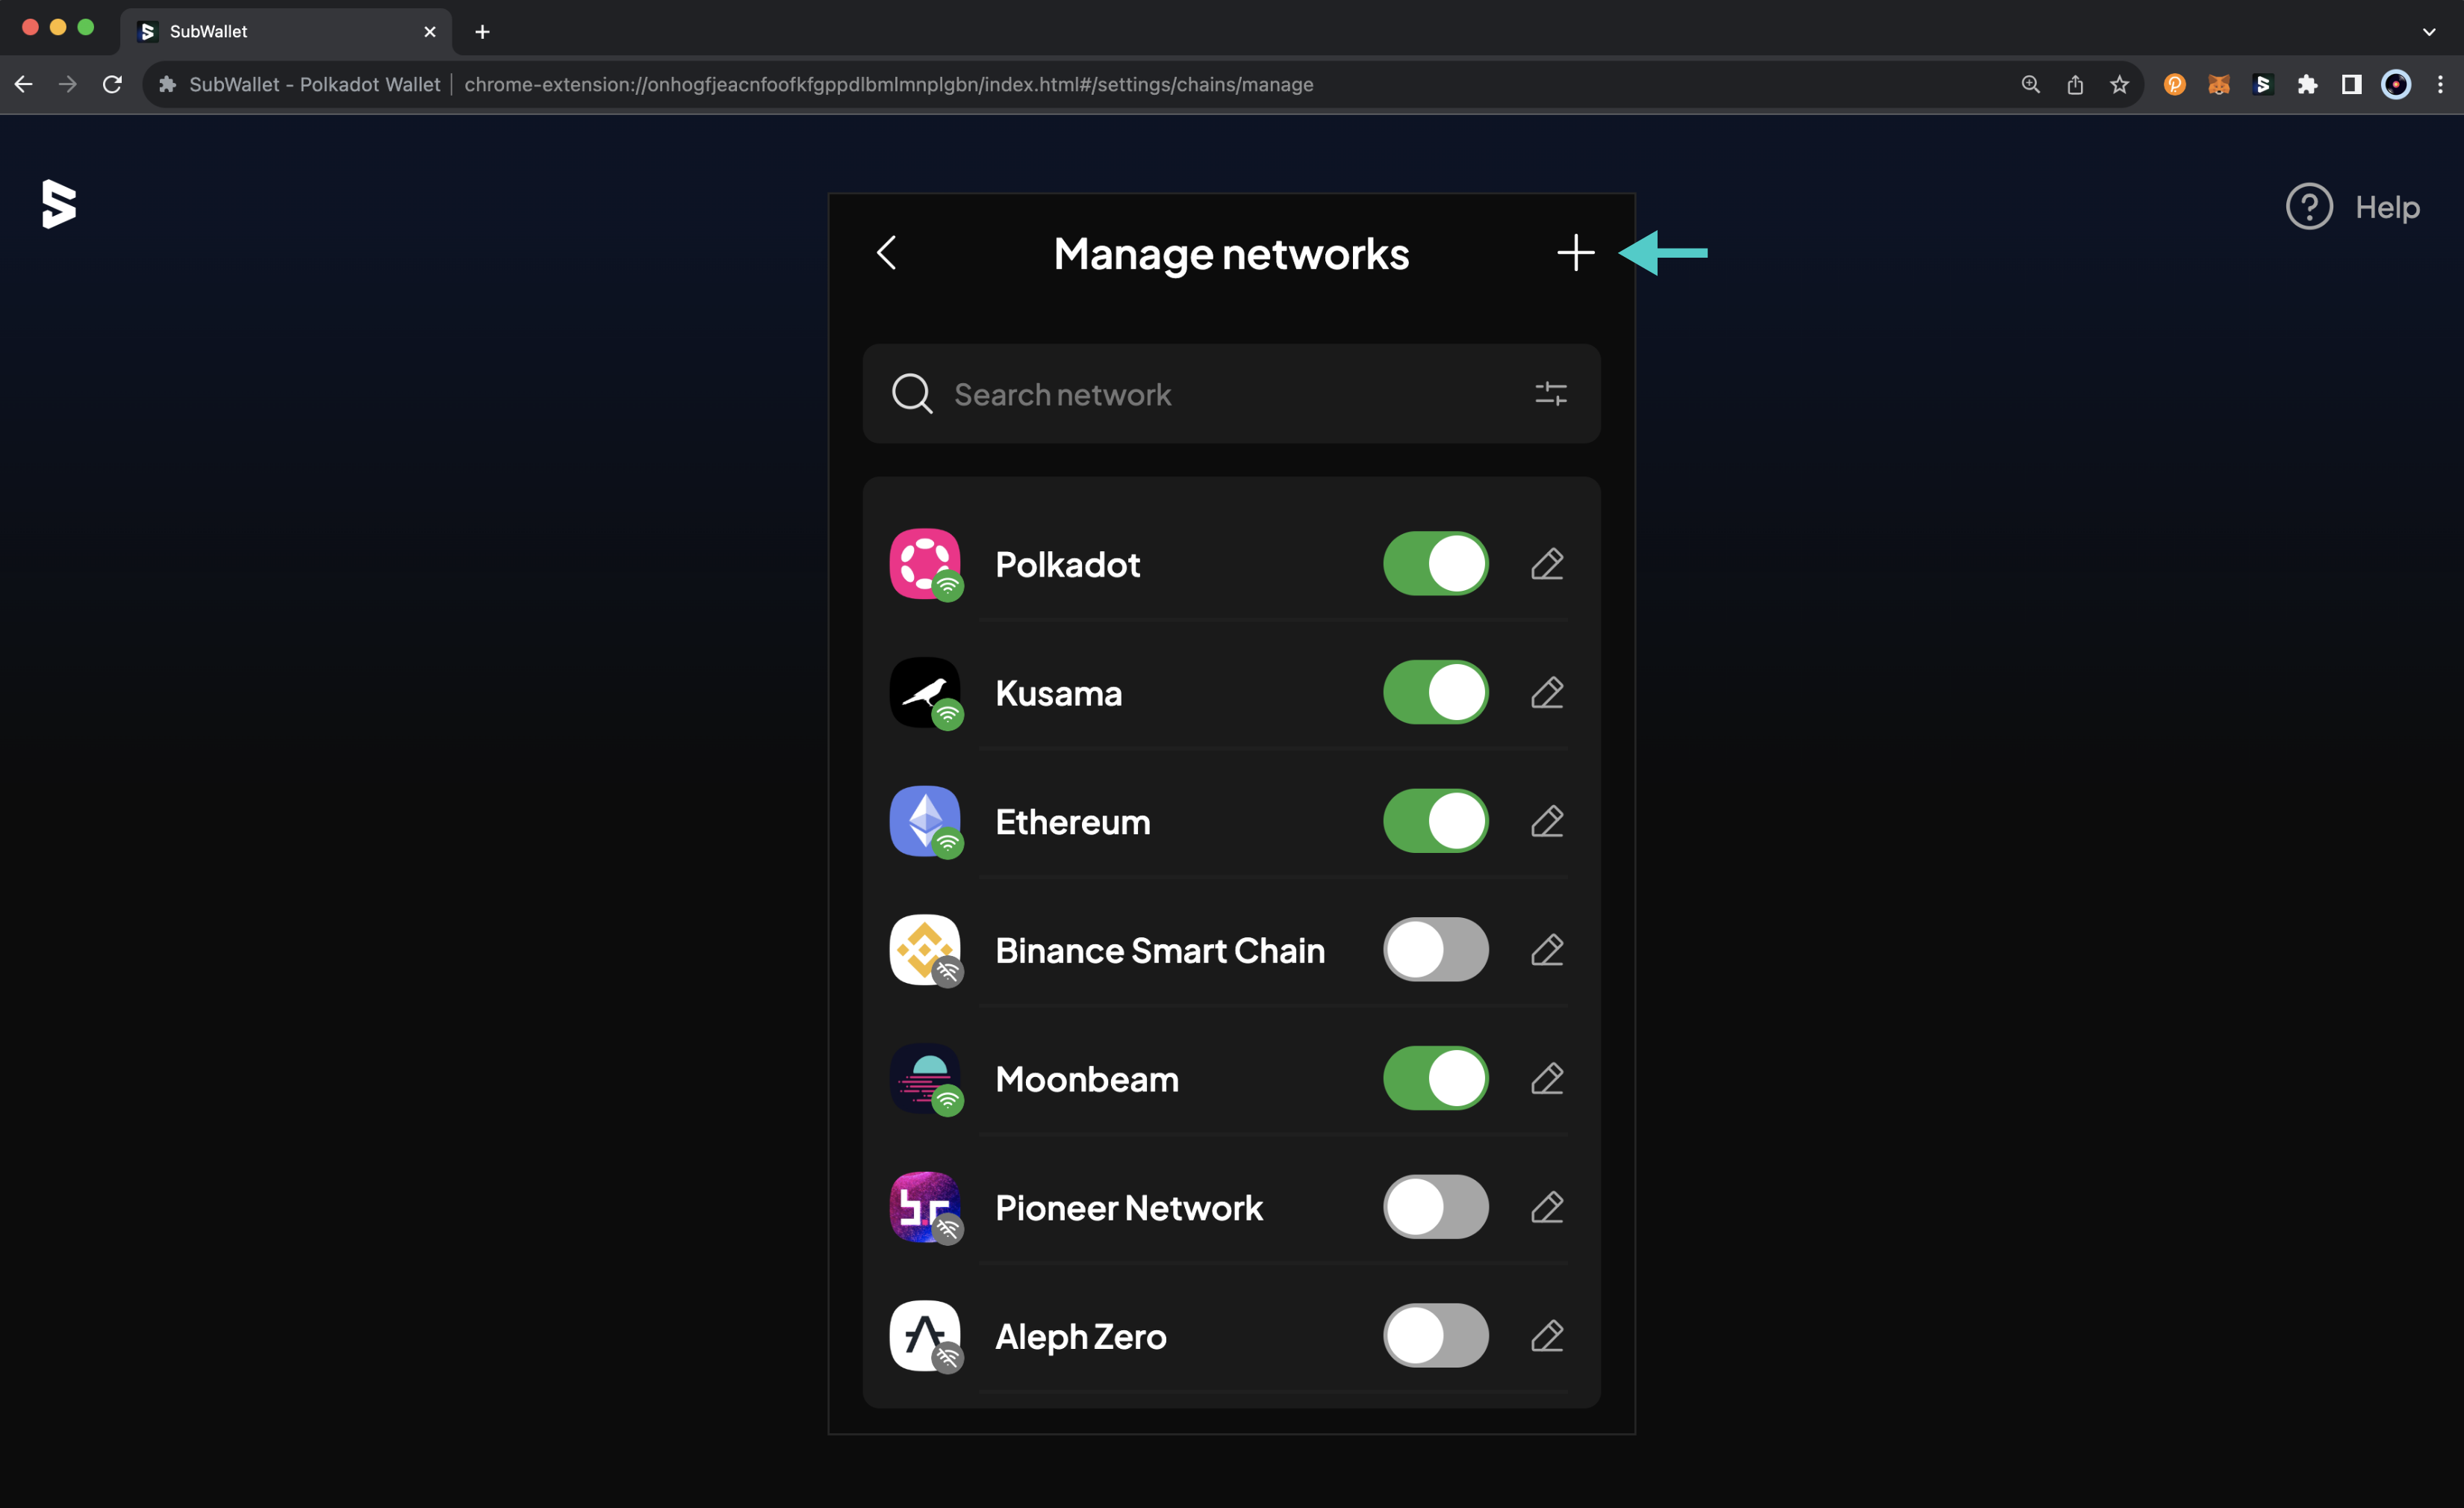 SubWallet
SubWallet - Polkadot Wallet
chrome-extension://onhogfjeacnfoofkfgppdlbmlmnplgbn/index.html#/settings/chains/manage
Help
Manage networks
Search network
Polkadot
Kusama
Ethereum
Binance Smart Chain
Moonbeam
Pioneer Network
Aleph Zero